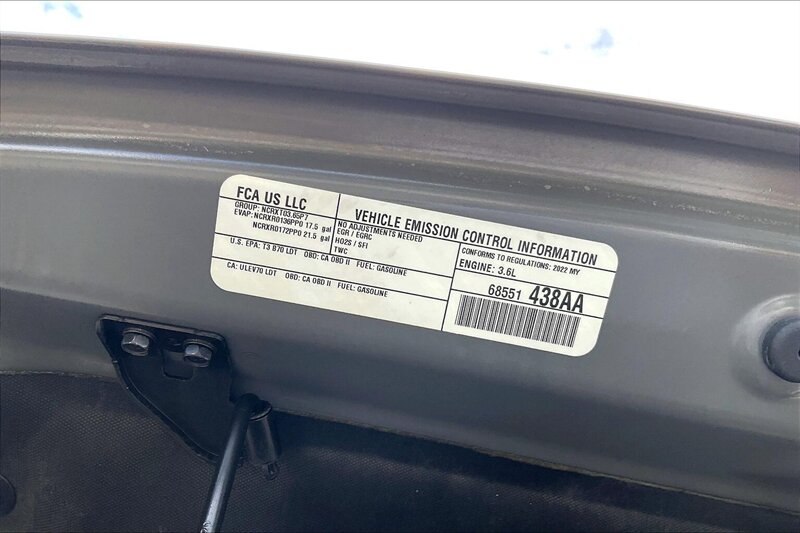 FCA US LLC
GROUP: NCRXT03.65P7
EVAP: NCRXR0136PP0 17.5 gal
NCRXR0172PP0 21.5 gal
VEHICLE EMISSION CONTROL INFORMATION
NO ADJUSTMENTS NEEDED
EGR / EGRC
HO2S / SFI
TWC
CONFORMS TO REGULATIONS: 2022 MY
ENGINE: 3.6L
U.S. EPA: T3 B70 LDT OBD: CA OBD II FUEL: GASOLINE
CA: ULEV70 LDT OBD: CA OBD II FUEL: GASOLINE
68551 438AA